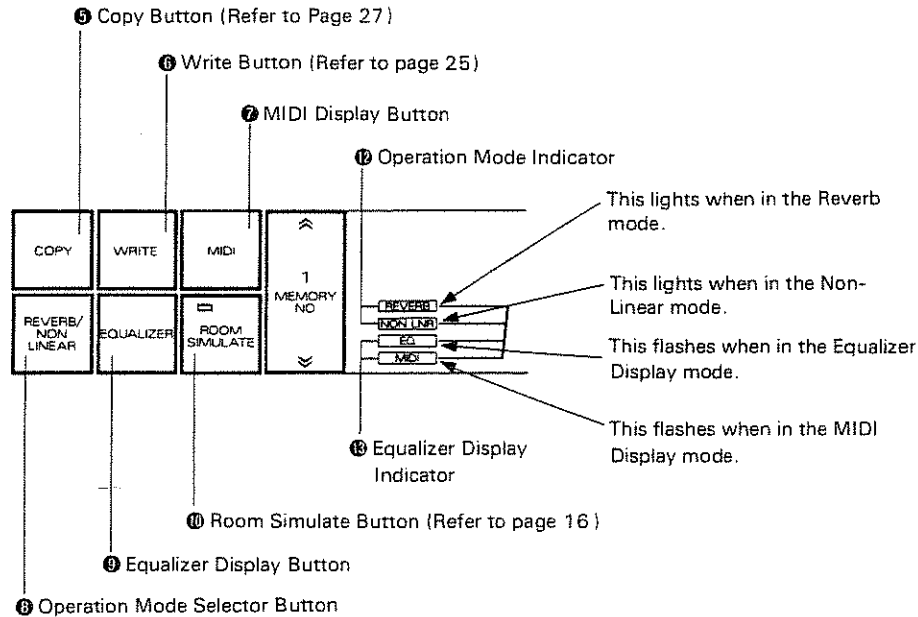 ❺ Copy Button (Refer to Page 27)
❻ Write Button (Refer to page 25)
❼ MIDI Display Button
⓬ Operation Mode Indicator
This lights when in the Reverb
mode.
This lights when in the Non-
Linear mode.
This flashes when in the Equalizer
Display mode.
This flashes when in the MIDI
Display mode.
COPY
WRITE
MIDI
1
MEMORY
NO
REVERB/
NON
LINEAR
EQUALIZER
ROOM
SIMULATE
REVERB
NON LNR
EQ
MIDI
⓭ Equalizer Display
Indicator
❿ Room Simulate Button (Refer to page 16)
❾ Equalizer Display Button
❽ Operation Mode Selector Button